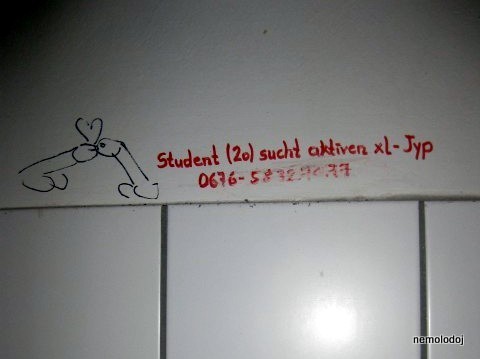 Student (20) sucht aktiven xl-Typ
0676-
nemolodoj